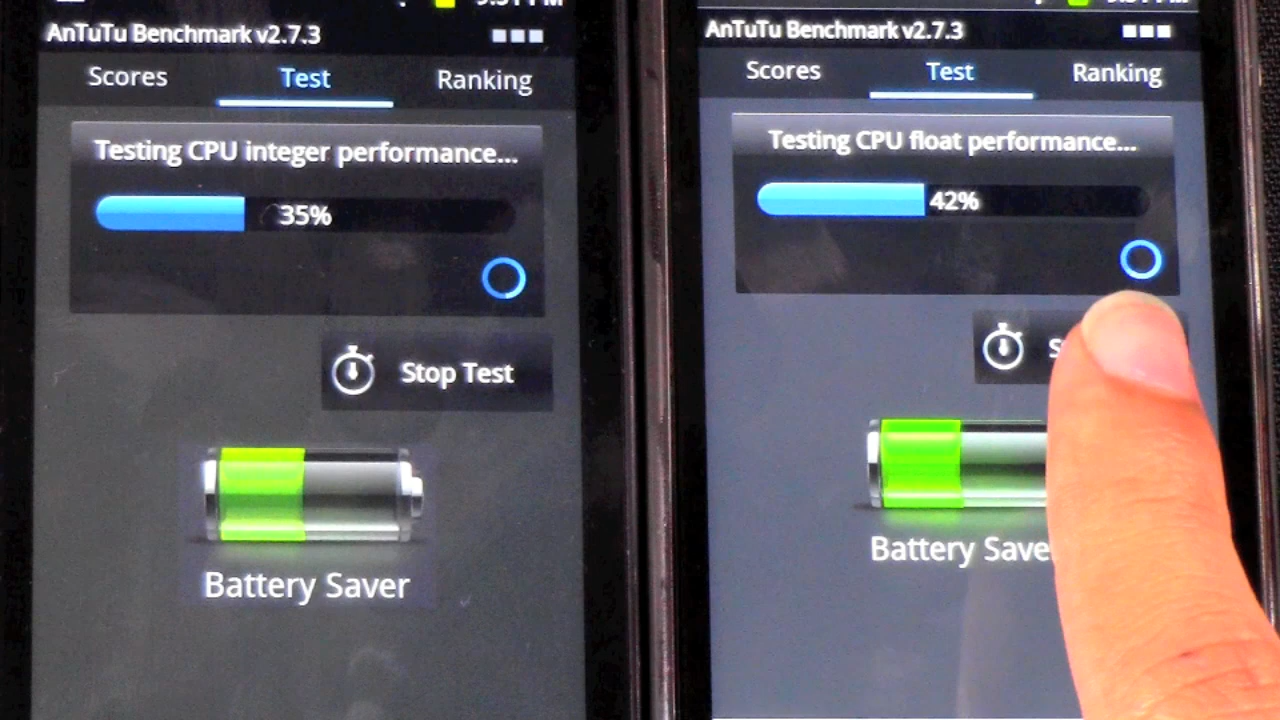 AnTuTu Benchmark v2.7.3
Scores Test Ranking
Testing CPU integer performance...
35%
Stop Test
Battery Saver
AnTuTu Benchmark v2.7.3
Scores Test Ranking
Testing CPU float performance...
42%
Battery